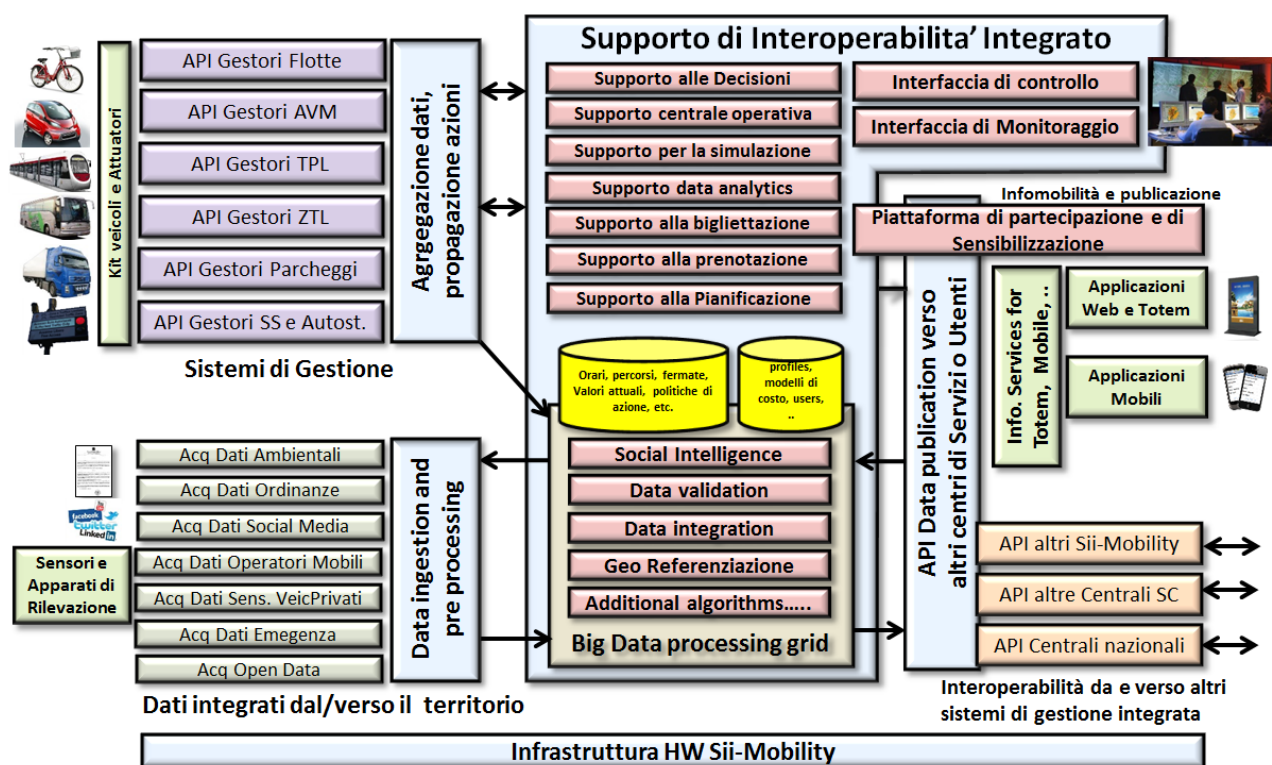 Supporto di Interoperabilita' Integrato
API Gestori Flotte
API Gestori AVM
API Gestori TPL
API Gestori ZTL
API Gestori Parcheggi
API Gestori SS e Autost.
Kit veicoli e Attuatori
Agrgegazione dati,
propagazione azioni
Sistemi di Gestione
Supporto alle Decisioni
Supporto centrale operativa
Supporto per la simulazione
Supporto data analytics
Supporto alla bigliettazione
Supporto alla prenotazione
Supporto alla Pianificazione
Interfaccia di controllo
Interfaccia di Monitoraggio
Infomobilità e publicazione
Piattaforma di partecipazione e di
Sensibilizzazione
API Data publication verso
altri centri di Servizi o Utenti
Info. Services for
Totem, Mobile, ..
Applicazioni
Web e Totem
Applicazioni
Mobili
Orari, percorsi, fermate,
Valori attuali, politiche di
azione, etc.
profiles,
modelli di
costo, users,
..
Social Intelligence
Data validation
Data integration
Geo Referenziazione
Additional algorithms.....
Big Data processing grid
Acq Dati Ambientali
Acq Dati Ordinanze
Acq Dati Social Media
Acq Dati Operatori Mobili
Acq Dati Sens. VeicPrivati
Acq Dati Emegenza
Acq Open Data
facebook
twitter
Linked in
Sensori e
Apparati di
Rilevazione
Data ingestion and
pre processing
Dati integrati dal/verso il territorio
API altri Sii-Mobility
API altre Centrali SC
API Centrali nazionali
Interoperabilità da e verso altri
sistemi di gestione integrata
Infrastruttura HW Sii-Mobility